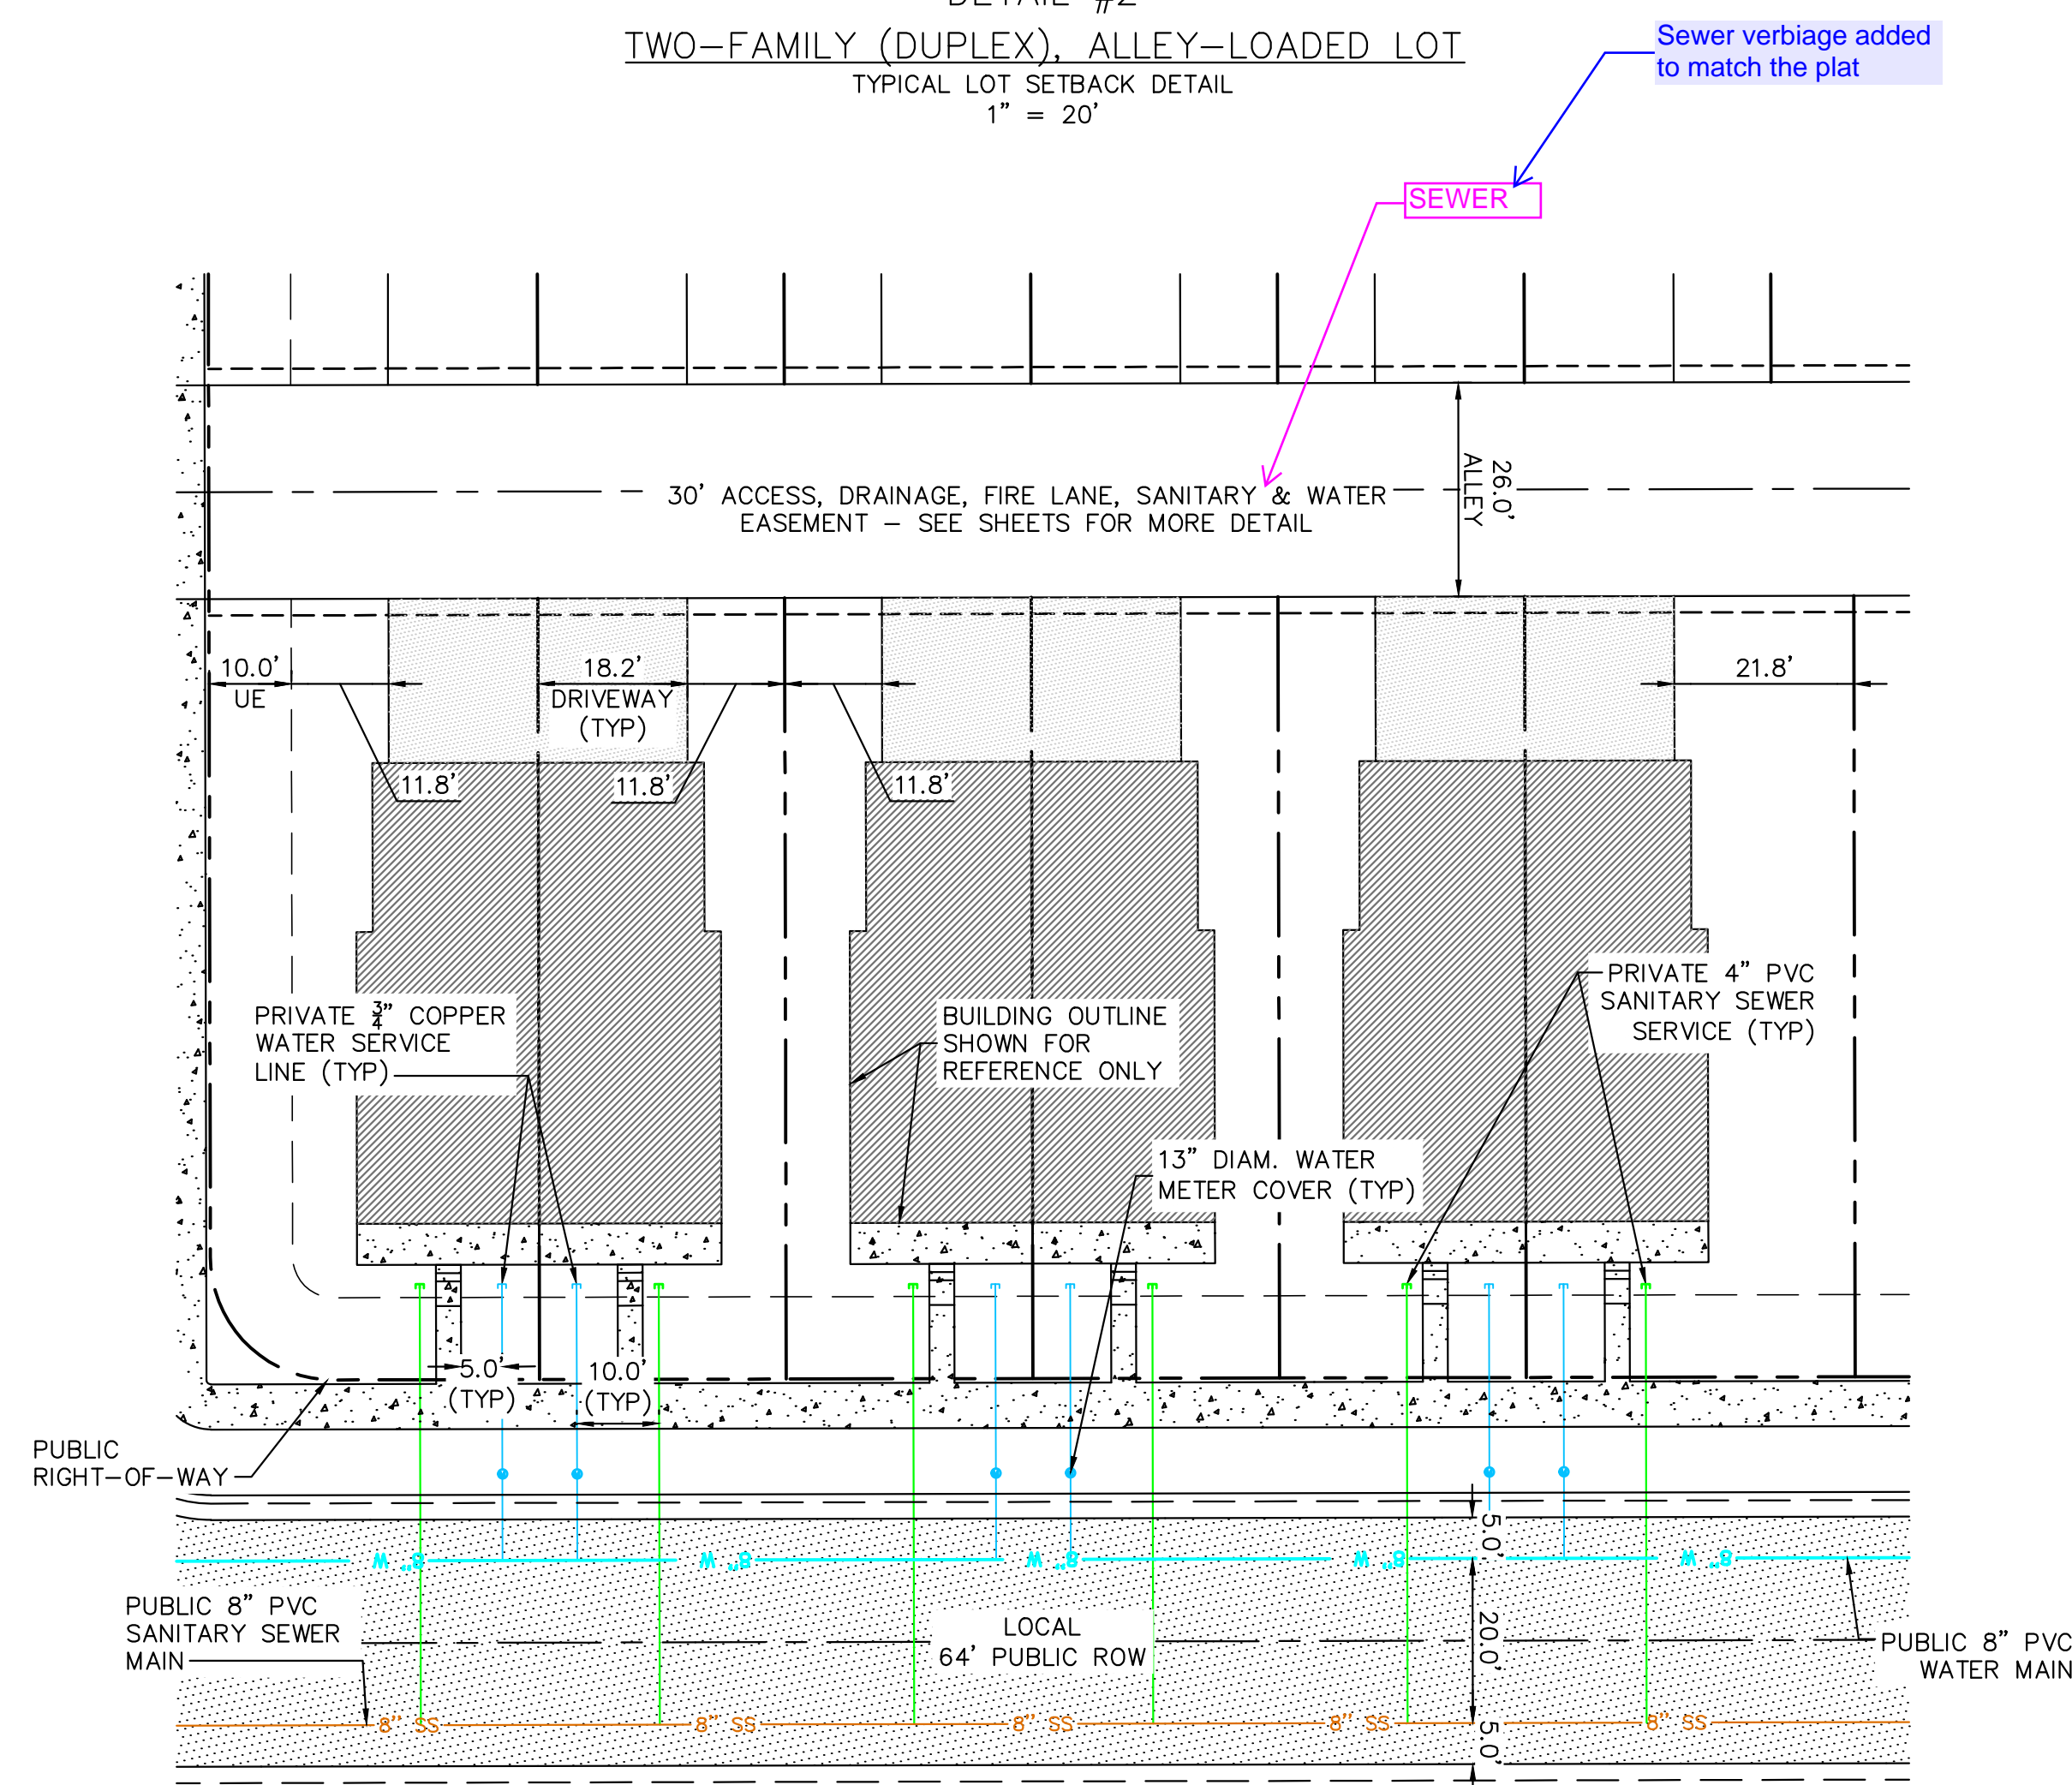 DETAIL #2
TWO-FAMILY (DUPLEX), ALLEY-LOADED LOT
TYPICAL LOT SETBACK DETAIL
1" = 20'
Sewer verbiage added
to match the plat
SEWER
30' ACCESS, DRAINAGE, FIRE LANE, SANITARY & WATER
EASEMENT - SEE SHEETS FOR MORE DETAIL
26.0'
ALLEY
10.0'
UE
18.2'
DRIVEWAY
(TYP)
21.8'
11.8'
11.8'
11.8'
PRIVATE 3/4" COPPER
WATER SERVICE
LINE (TYP)
BUILDING OUTLINE
SHOWN FOR
REFERENCE ONLY
PRIVATE 4" PVC
SANITARY SEWER
SERVICE (TYP)
13" DIAM. WATER
METER COVER (TYP)
5.0'
(TYP)
10.0'
(TYP)
PUBLIC
RIGHT-OF-WAY
5.0'
8" W
8" W
8" W
8" W
8" W
PUBLIC 8" PVC
SANITARY SEWER
MAIN
LOCAL
64' PUBLIC ROW
20.0'
PUBLIC 8" PVC
WATER MAIN
8" SS
8" SS
8" SS
8" SS
8" SS
5.0'